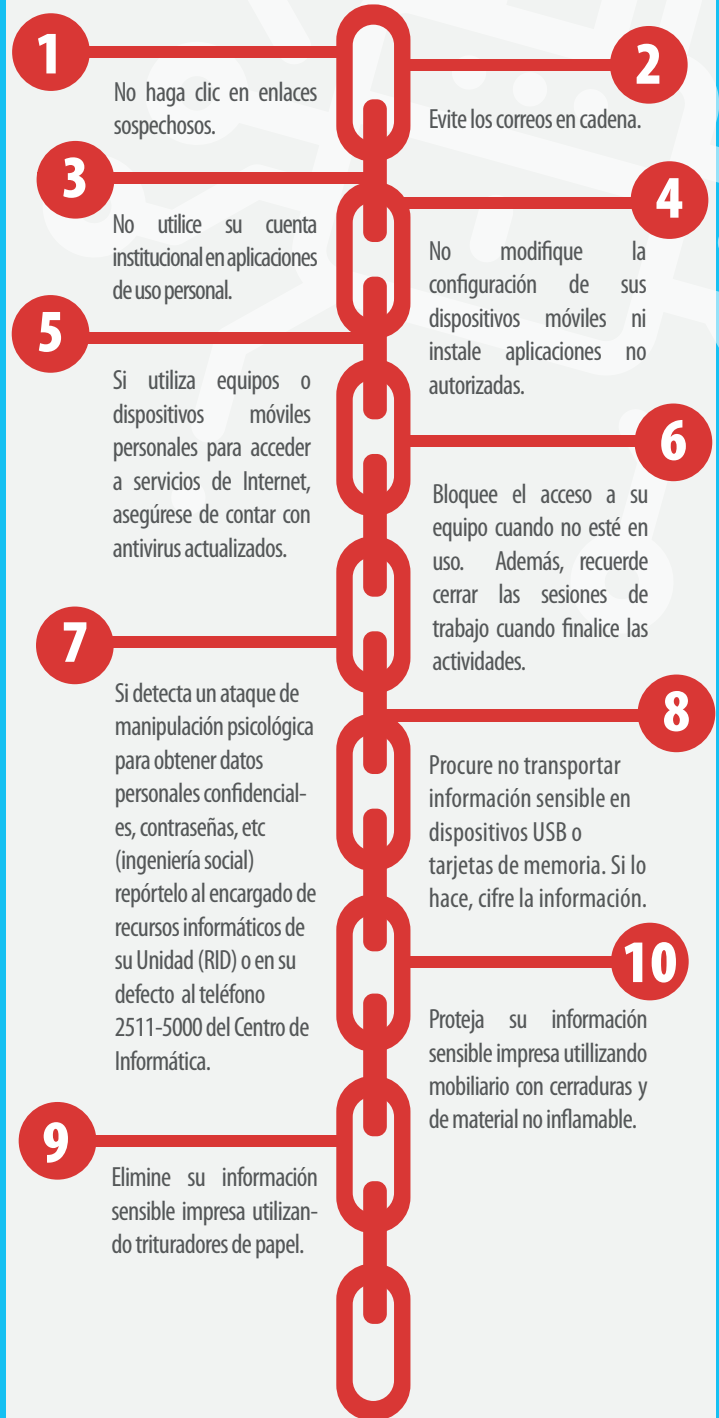 1
No haga clic en enlaces
sospechosos.
2
Evite los correos en cadena.
3
No utilice su cuenta
institucional en aplicaciones
de uso personal.
4
No modifique la
configuración de sus
dispositivos móviles ni
instale aplicaciones no
autorizadas.
5
Si utiliza equipos o
dispositivos móviles
personales para acceder
a servicios de Internet,
asegúrese de contar con
antivirus actualizados.
6
Bloquee el acceso a su
equipo cuando no esté en
uso. Además, recuerde
cerrar las sesiones de
trabajo cuando finalice las
actividades.
7
Si detecta un ataque de
manipulación psicológica
para obtener datos
personales confidencial-
es, contraseñas, etc
(ingeniería social)
repórtelo al encargado de
recursos informáticos de
su Unidad (RID) o en su
defecto al teléfono
2511-5000 del Centro de
Informática.
8
Procure no transportar
información sensible en
dispositivos USB o
tarjetas de memoria. Si lo
hace, cifre la información.
10
Proteja su información
sensible impresa utillizando
mobiliario con cerraduras y
de material no inflamable.
9
Elimine su información
sensible impresa utilizan-
do trituradores de papel.